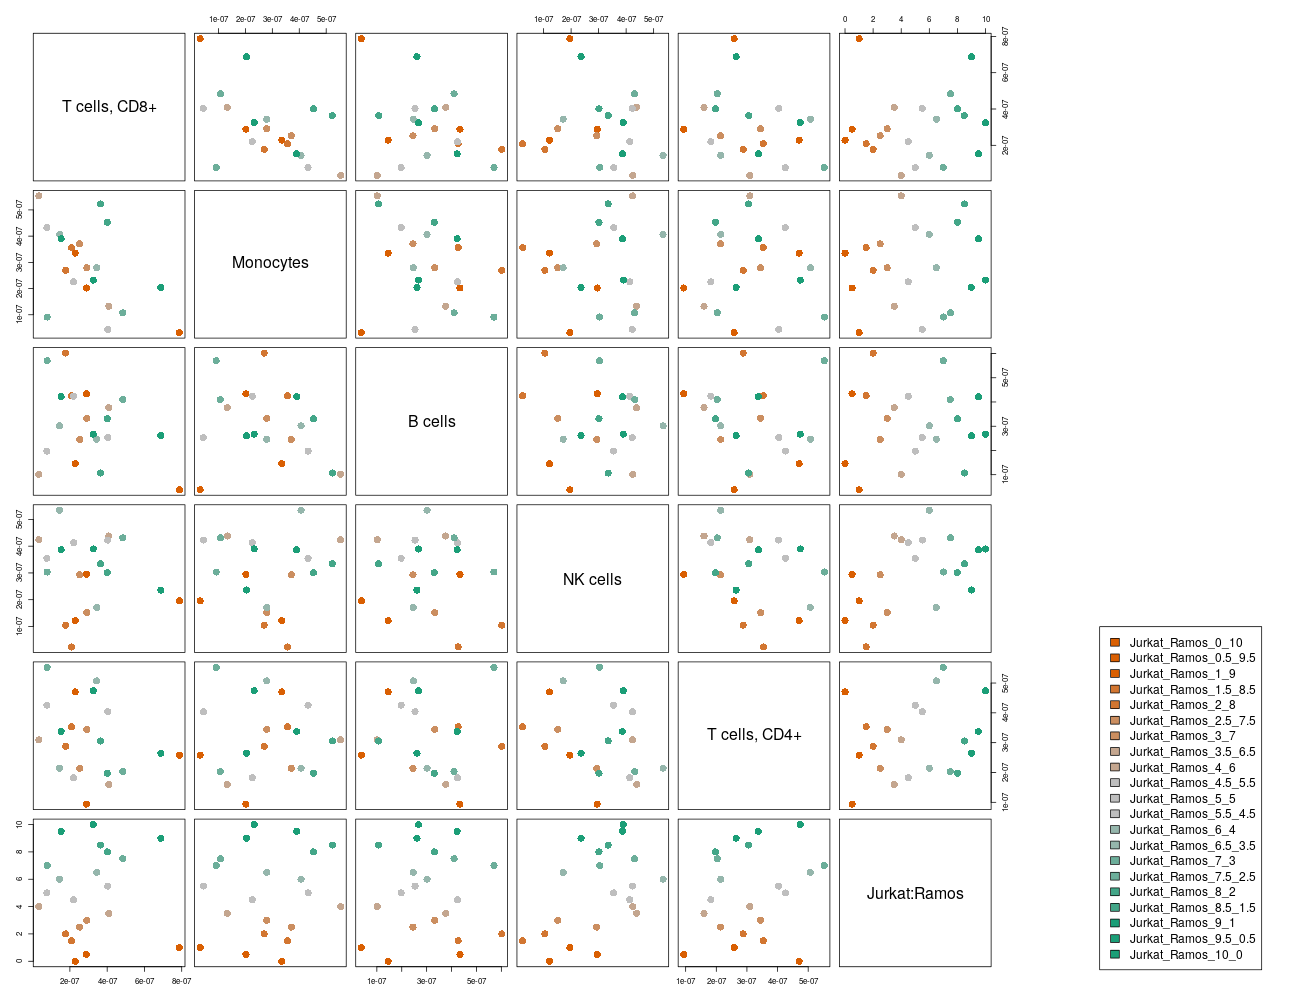 1e-07 2e-07 3e-07 4e-07 5e-07 1e-07 2e-07 3e-07 4e-07 5e-07 0 2 4 6 8 10
T cells, CD8+
2e-07 4e-07 6e-07 8e-07
1e-07 2e-07 3e-07 4e-07 5e-07
Monocytes
B cells
1e-07 3e-07 5e-07
1e-07 2e-07 3e-07 4e-07 5e-07
NK cells
T cells, CD4+
1e-07 2e-07 3e-07 4e-07 5e-07
0 2 4 6 8 10
Jurkat:Ramos
2e-07 4e-07 6e-07 8e-07 1e-07 3e-07 5e-07 1e-07 2e-07 3e-07 4e-07 5e-07
Jurkat_Ramos_0_10
Jurkat_Ramos_0.5_9.5
Jurkat_Ramos_1_9
Jurkat_Ramos_1.5_8.5
Jurkat_Ramos_2_8
Jurkat_Ramos_2.5_7.5
Jurkat_Ramos_3_7
Jurkat_Ramos_3.5_6.5
Jurkat_Ramos_4_6
Jurkat_Ramos_4.5_5.5
Jurkat_Ramos_5_5
Jurkat_Ramos_5.5_4.5
Jurkat_Ramos_6_4
Jurkat_Ramos_6.5_3.5
Jurkat_Ramos_7_3
Jurkat_Ramos_7.5_2.5
Jurkat_Ramos_8_2
Jurkat_Ramos_8.5_1.5
Jurkat_Ramos_9_1
Jurkat_Ramos_9.5_0.5
Jurkat_Ramos_10_0